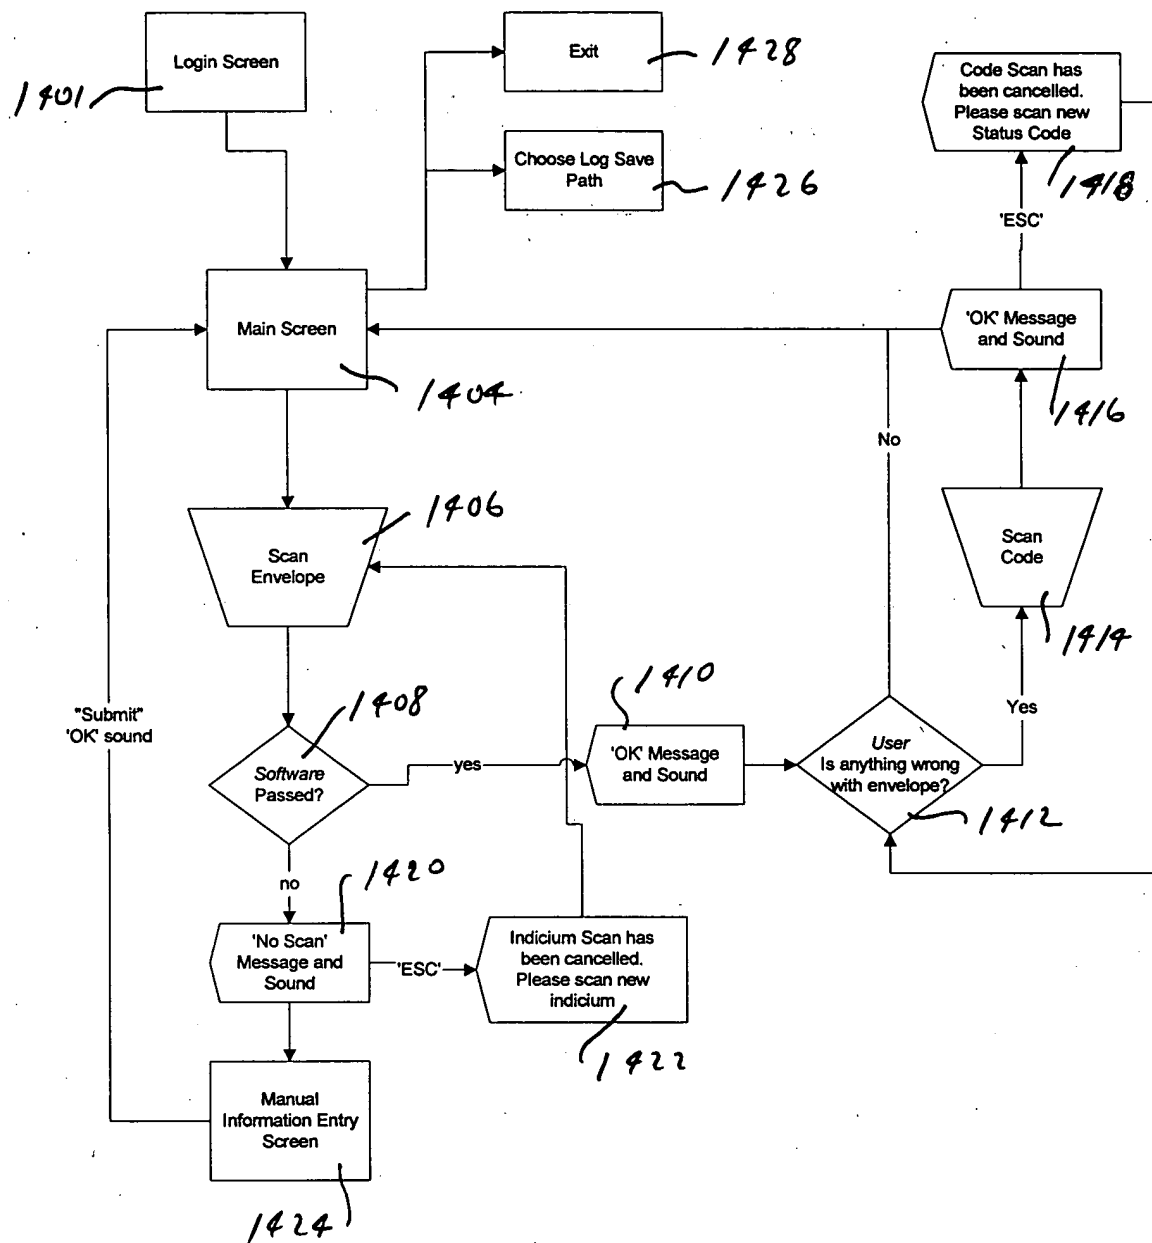 Login Screen
1401
Exit
1428
Choose Log Save
Path
1426
Code Scan has
been cancelled.
Please scan new
Status Code
1418
'ESC'
Main Screen
1404
'OK' Message
and Sound
1416
No
Scan
Envelope
1406
Scan
Code
1414
Yes
"Submit"
'OK' sound
Software
Passed?
1408
yes
'OK' Message
and Sound
1410
User
Is anything wrong
with envelope?
1412
no
'No Scan'
Message and
Sound
1420
'ESC'
Indicium Scan has
been cancelled.
Please scan new
indicium
1422
Manual
Information Entry
Screen
1424